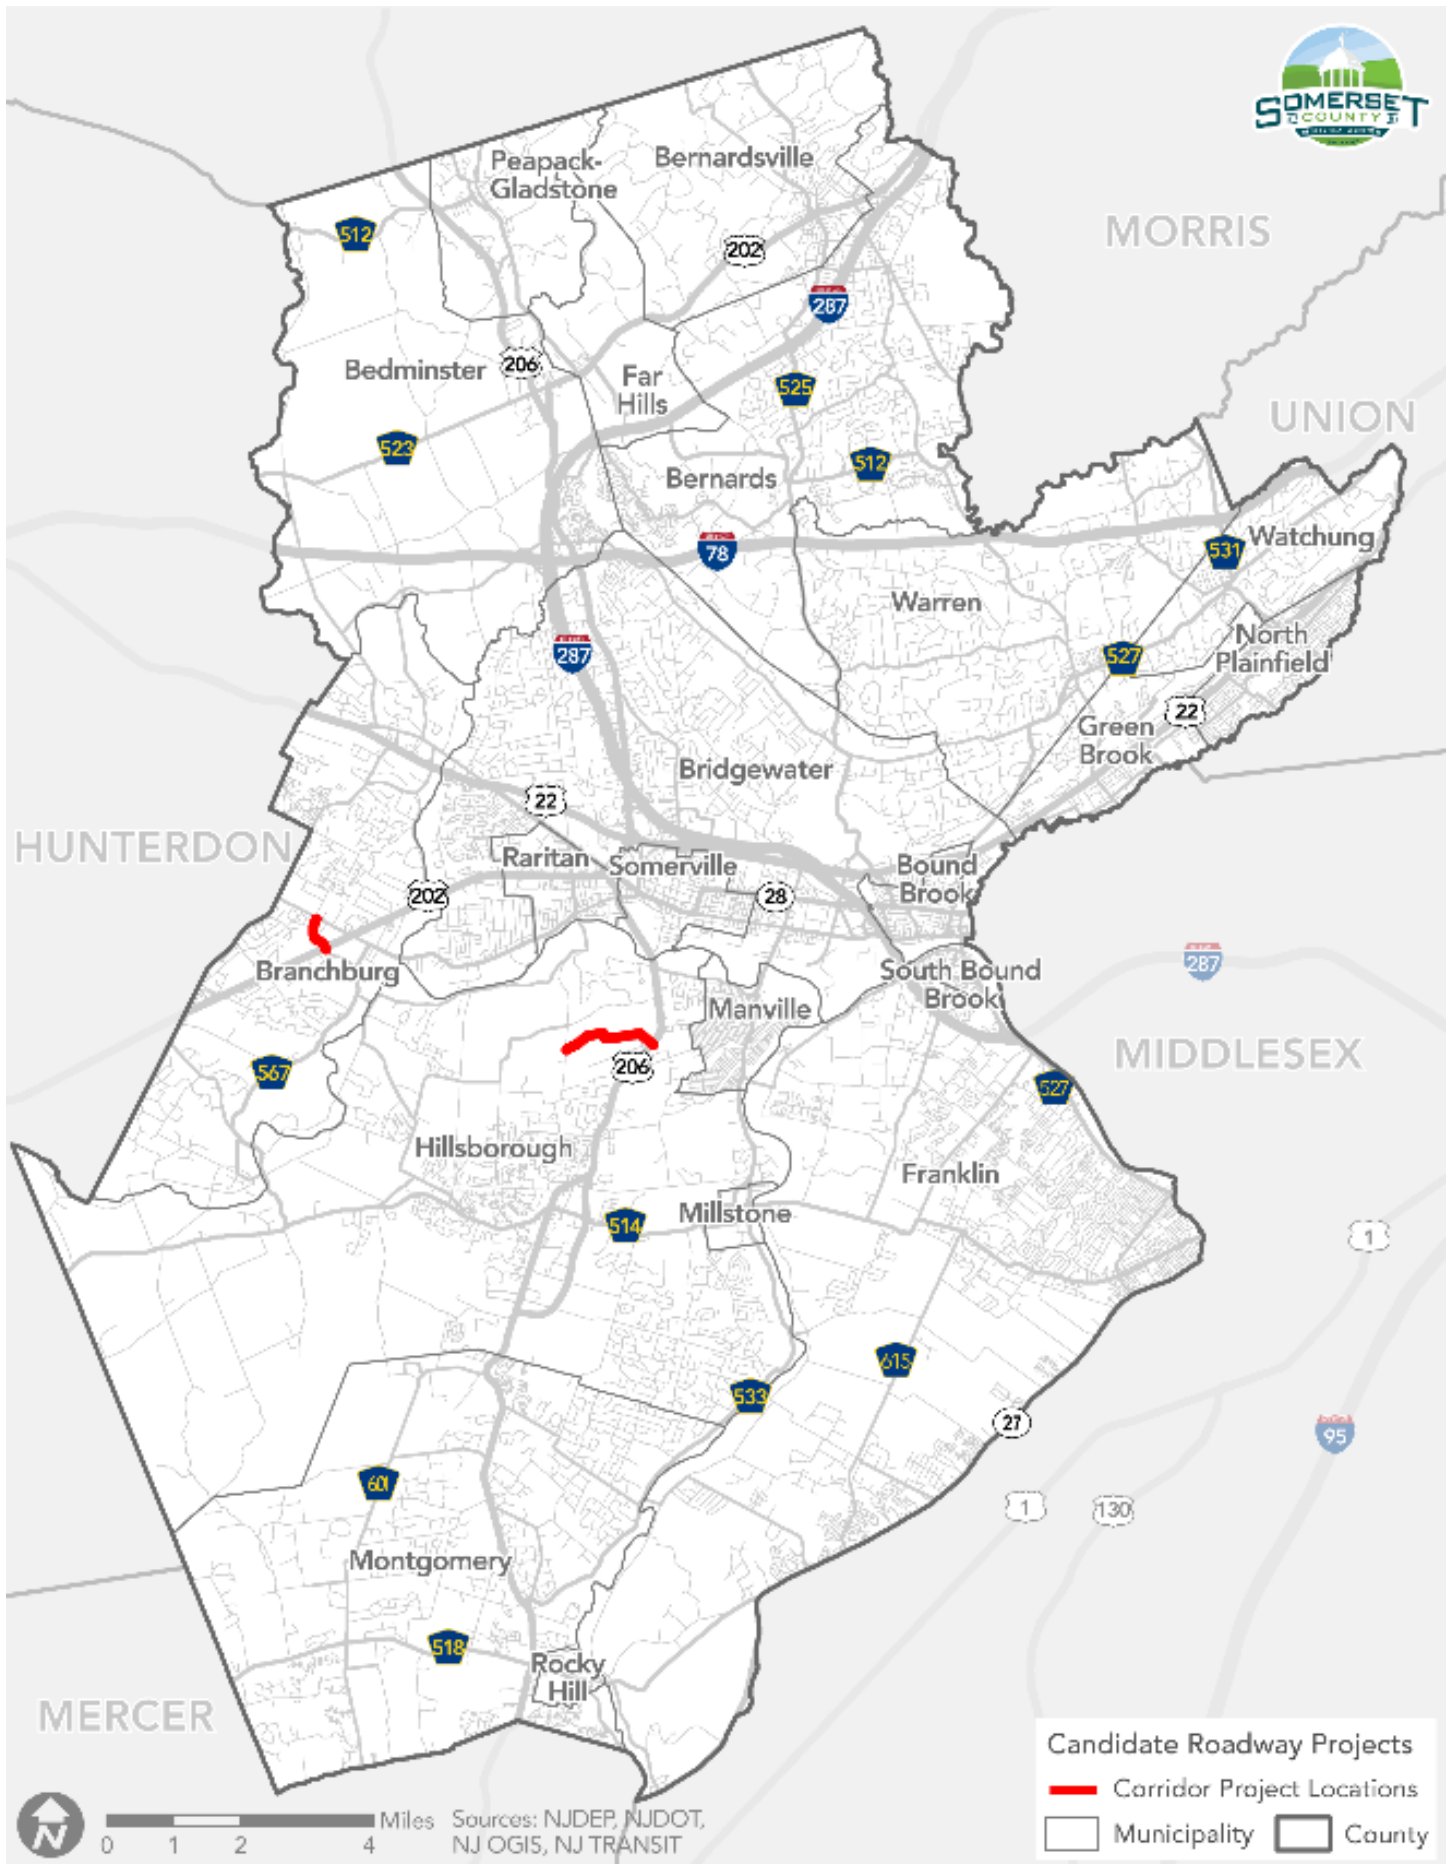 SOMERSET
COUNTY
Peapack-
Gladstone
Bernardsville
MORRIS
512
202
287
206
Bedminster
Far
Hills
525
UNION
523
512
Bernards
78
531
Watchung
Warren
287
527
North
Plainfield
22
Green
Brook
Bridgewater
22
HUNTERDON
Raritan
Somerville
Bound
Brook
202
28
Branchburg
South Bound
Brook
287
Manville
MIDDLESEX
206
567
527
Hillsborough
Franklin
514
Millstone
1
615
533
27
95
601
1
130
Montgomery
518
Rocky
Hill
MERCER
Candidate Roadway Projects
Corridor Project Locations
Municipality
County
N
0 1 2 4 Miles
Sources: NJDEP, NJDOT,
NJ OGIS, NJ TRANSIT